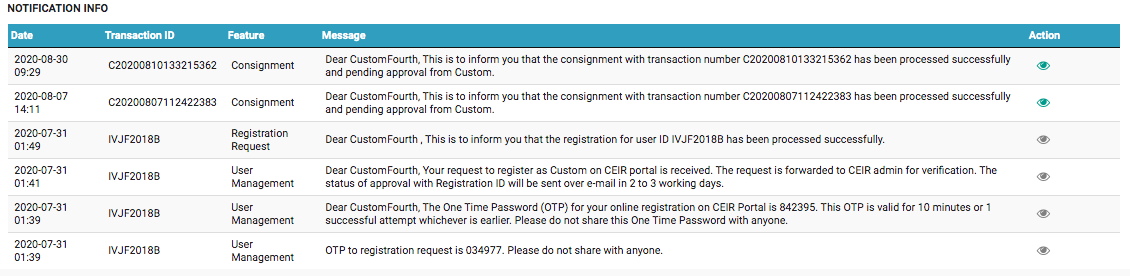 NOTIFICATION INFO
Date Transaction ID Feature Message Action
2020-08-30 09:29 C20200810133215362 Consignment Dear CustomFourth, This is to inform you that the consignment with transaction number C20200810133215362 has been processed successfully
and pending approval from Custom.
2020-08-07 14:11 C20200807112422383 Consignment Dear CustomFourth, This is to inform you that the consignment with transaction number C20200807112422383 has been processed successfully
and pending approval from Custom.
2020-07-31 01:49 IVJF2018B Registration Request Dear CustomFourth , This is to inform you that the registration for user ID IVJF2018B has been processed successfully.
2020-07-31 01:41 IVJF2018B User Management Dear CustomFourth, Your request to register as Custom on CEIR portal is received. The request is forwarded to CEIR admin for verification. The
status of approval with Registration ID will be sent over e-mail in 2 to 3 working days.
2020-07-31 01:39 IVJF2018B User Management Dear CustomFourth, The One Time Password (OTP) for your online registration on CEIR Portal is 842395. This OTP is valid for 10 minutes or 1
successful attempt whichever is earlier. Please do not share this One Time Password with anyone.
2020-07-31 01:39 IVJF2018B User Management OTP to registration request is 034977. Please do not share with anyone.